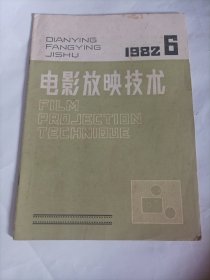 DIANYING
FANGYING
JISHU
1982 6
电影放映技术
FILM
PROJECTION
TECHNIQUE